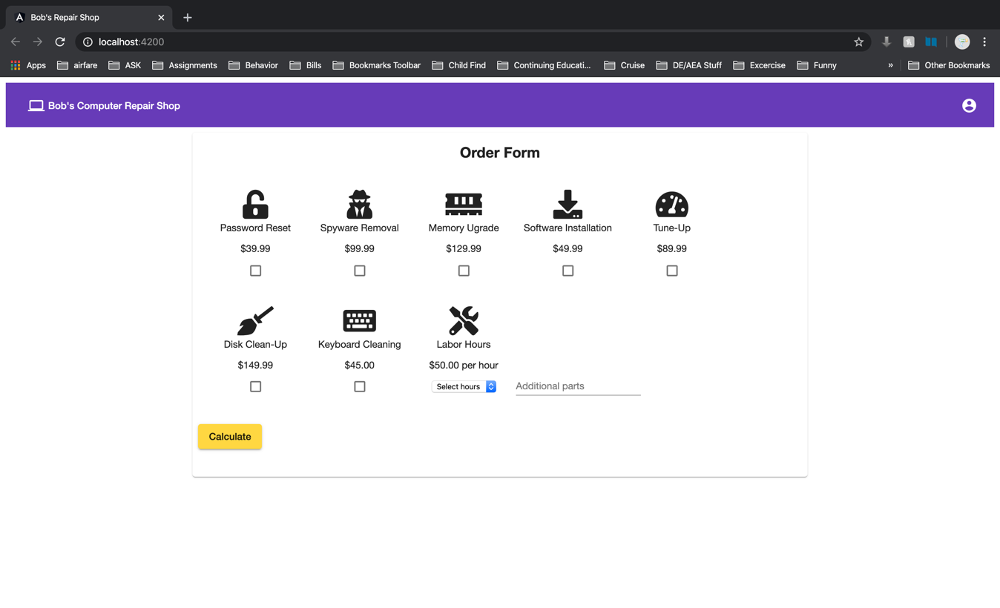 Bob's Repair Shop
localhost:4200
Apps airfare ASK Assignments Behavior Bills Bookmarks Toolbar Child Find Continuing Educati... Cruise DE/AEA Stuff Excercise Funny » Other Bookmarks
Bob's Computer Repair Shop
Order Form
Password Reset Spyware Removal Memory Ugrade Software Installation Tune-Up
$39.99 $99.99 $129.99 $49.99 $89.99
Disk Clean-Up Keyboard Cleaning Labor Hours
$149.99 $45.00 $50.00 per hour
Select hours Additional parts
Calculate